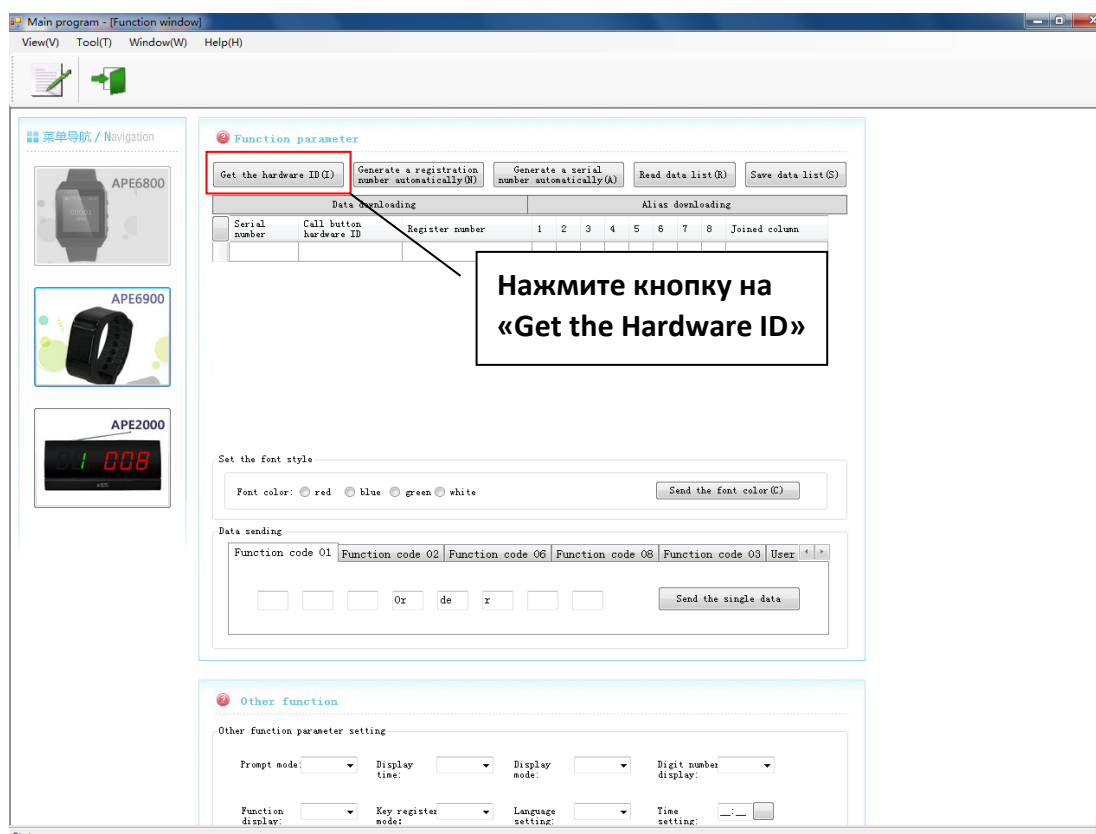 Main program - [Function window]
View(V) Tool(T) Window(W) Help(H)
菜单导航 / Navigation
APE6800
00001
APE6900
APE2000
1 008
Function parameter
Get the hardware ID(I)
Generate a registration
number automatically(N)
Generate a serial
number automatically(A)
Read data list(R)
Save data list(S)
Data downloading
Alias downloading
Serial
number
Call button
hardware ID
Register number
1 2 3 4 5 6 7 8
Joined column
Нажмите кнопку на
«Get the Hardware ID»
Set the font style
Font color: red blue green white
Send the font color(C)
Data sending
Function code 01 Function code 02 Function code 06 Function code 08 Function code 03 User
Or de r
Send the single data
Other function
Other function parameter setting
Prompt mode:
Display
time:
Display
mode:
Digit number
display:
Function
display:
Key register
mode:
Language
setting:
Time
setting:
__:__